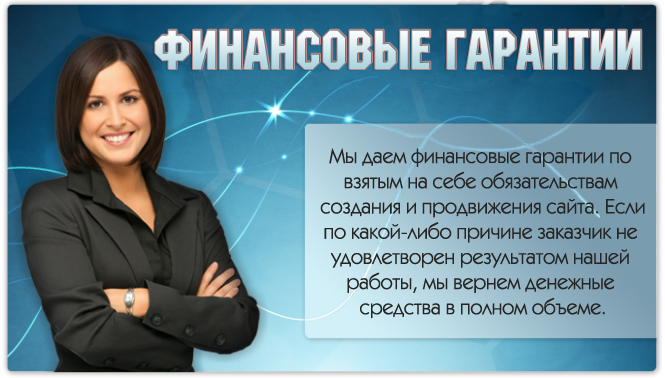 ФИНАНСОВЫЕ ГАРАНТИИ
Мы даем финансовые гарантии по
взятым на себе обязательствам
создания и продвижения сайта. Если
по какой-либо причине заказчик не
удовлетворен результатом нашей
работы, мы вернем денежные
средства в полном объеме.